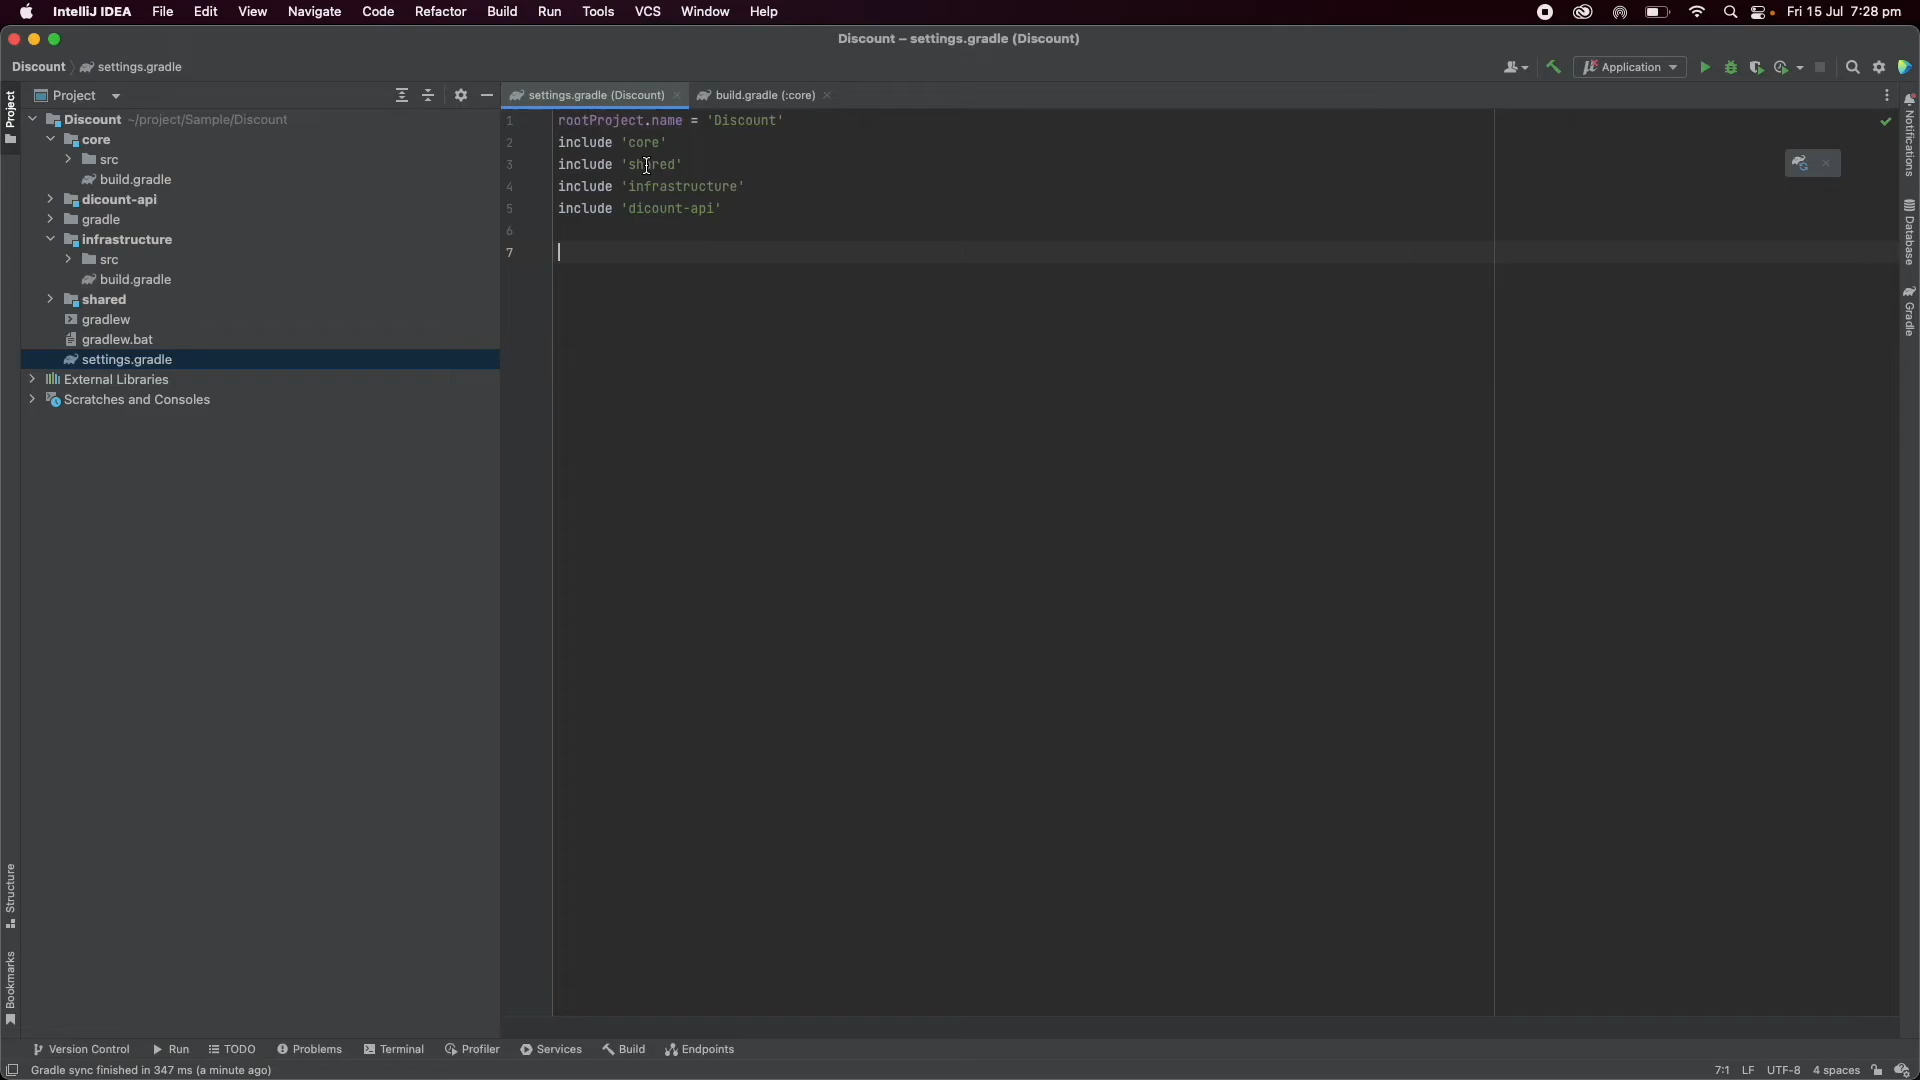 IntelliJ IDEA File Edit View Navigate Code Refactor Build Run Tools VCS Window Help Fri 15 Jul 7:28 pm
Discount – settings.gradle (Discount)
Discount settings.gradle Application
Project
Project
settings.gradle (Discount) build.gradle (:core)
Discount ~/project/Sample/Discount
core
src
build.gradle
dicount-api
gradle
infrastructure
src
build.gradle
shared
gradlew
gradlew.bat
settings.gradle
External Libraries
Scratches and Consoles
1 rootProject.name = 'Discount'
2 include 'core'
3 include 'shared'
4 include 'infrastructure'
5 include 'dicount-api'
6
7
Notifications
Database
Gradle
Structure
Bookmarks
Version Control Run TODO Problems Terminal Profiler Services Build Endpoints
Gradle sync finished in 347 ms (a minute ago) 7:1 LF UTF-8 4 spaces